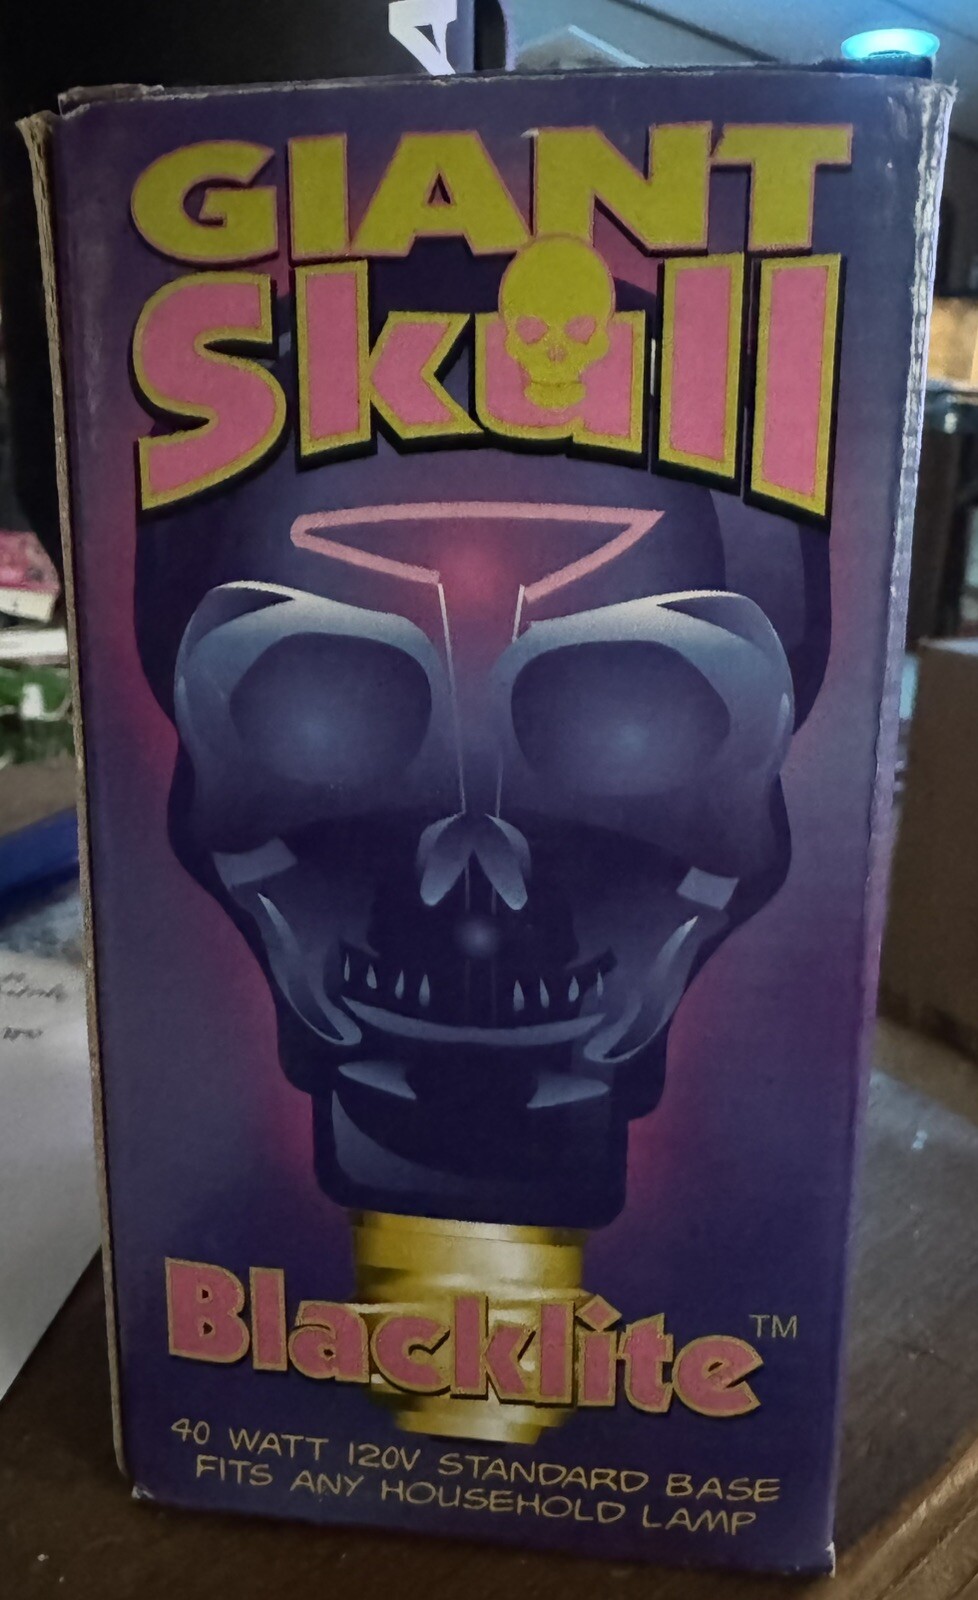 GIANT
Skull
Blacklite™
40 WATT 120V STANDARD BASE
FITS ANY HOUSEHOLD LAMP